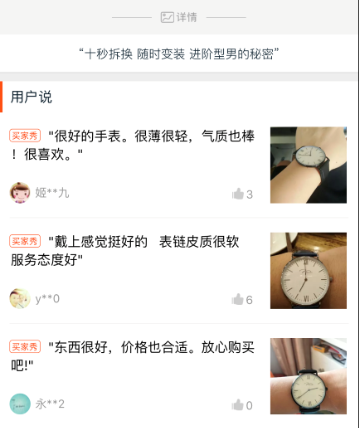 详情
“十秒拆换 随时变装 进阶型男的秘密”
用户说
买家秀 "很好的手表。很薄很轻，气质也棒
！很喜欢。"
姬**九 3
买家秀 "戴上感觉挺好的 表链皮质很软
服务态度好"
y**0 6
买家秀 "东西很好，价格也合适。放心购买
吧!"
永**2 0